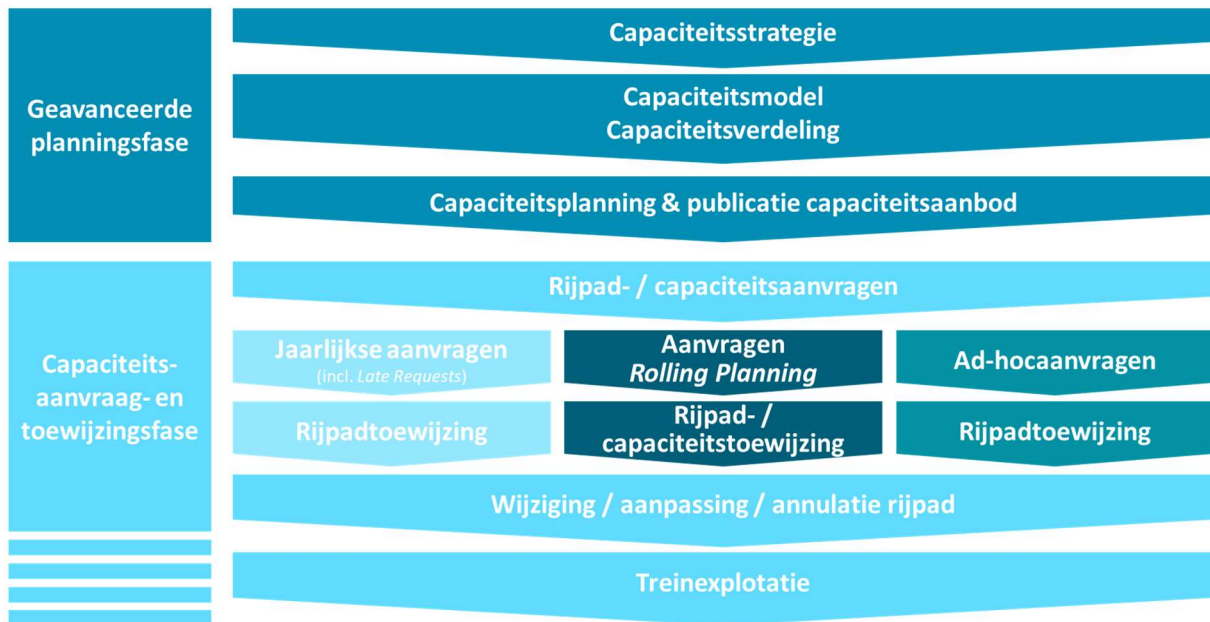 Geavanceerde
planningsfase
Capaciteitsstrategie
Capaciteitsmodel
Capaciteitsverdeling
Capaciteitsplanning & publicatie capaciteitsaanbod
Capaciteits-
aanvraag- en
toewijzingsfase
Rijpad- / capaciteitsaanvragen
Jaarlijkse aanvragen
(incl. Late Requests)
Aanvragen
Rolling Planning
Ad-hocaanvragen
Rijpadtoewijzing
Rijpad- /
capaciteitstoewijzing
Rijpadtoewijzing
Wijziging / aanpassing / annulatie rijpad
Treinexplotatie